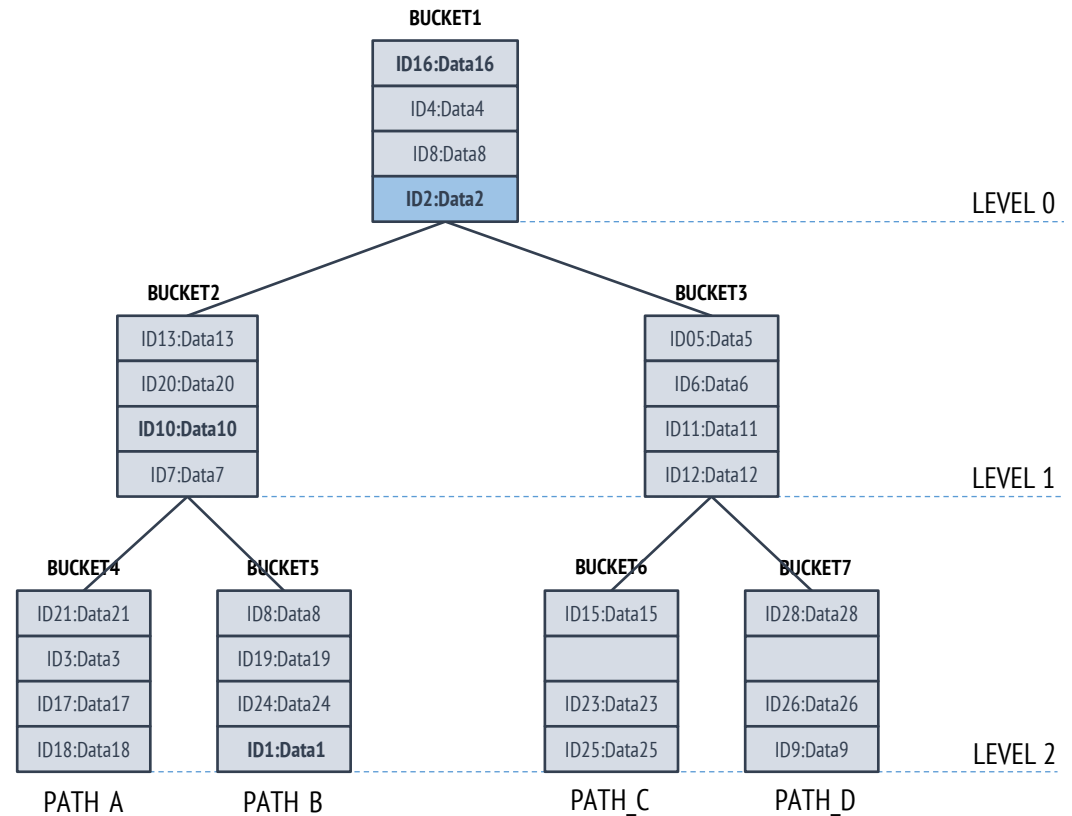 BUCKET1
ID16:Data16
ID4:Data4
ID8:Data8
ID2:Data2
LEVEL 0
BUCKET2
BUCKET3
ID13:Data13
ID05:Data5
ID20:Data20
ID6:Data6
ID10:Data10
ID11:Data11
ID7:Data7
ID12:Data12
LEVEL 1
BUCKET4
BUCKET5
BUCKET6
BUCKET7
ID21:Data21
ID8:Data8
ID15:Data15
ID28:Data28
ID3:Data3
ID19:Data19
ID17:Data17
ID24:Data24
ID23:Data23
ID26:Data26
ID18:Data18
ID1:Data1
ID25:Data25
ID9:Data9
LEVEL 2
PATH A
PATH B
PATH_C
PATH_D